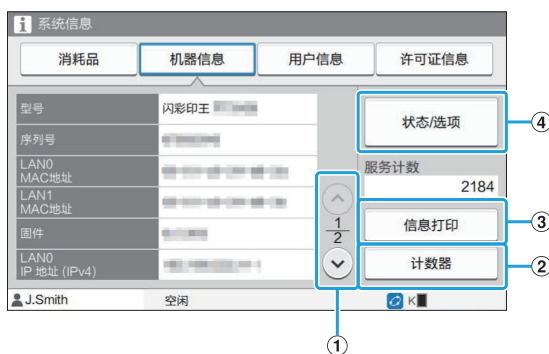 系统信息
消耗品
机器信息
用户信息
许可证信息
型号
闪彩印王
序列号
LAN0
MAC地址
LAN1
MAC地址
固件
LAN0
IP 地址 (IPv4)
1
2
状态/选项
服务计数
2184
信息打印
计数器
J.Smith
空闲
K
④
③
②
①